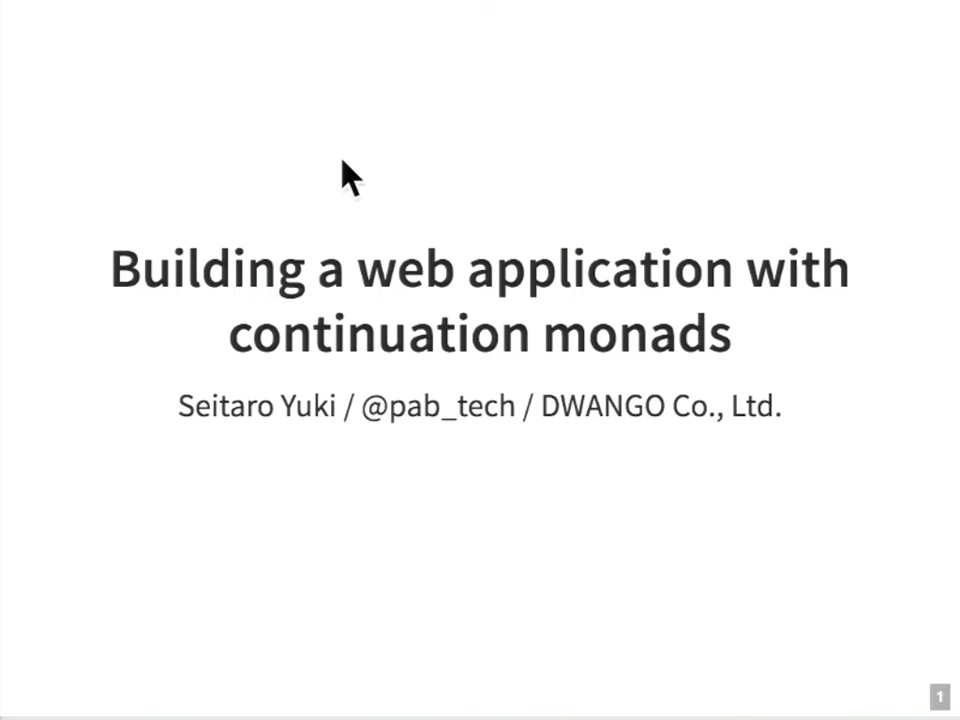 Building a web application with
continuation monads
Seitaro Yuki / @pab_tech / DWANGO Co., Ltd.
1